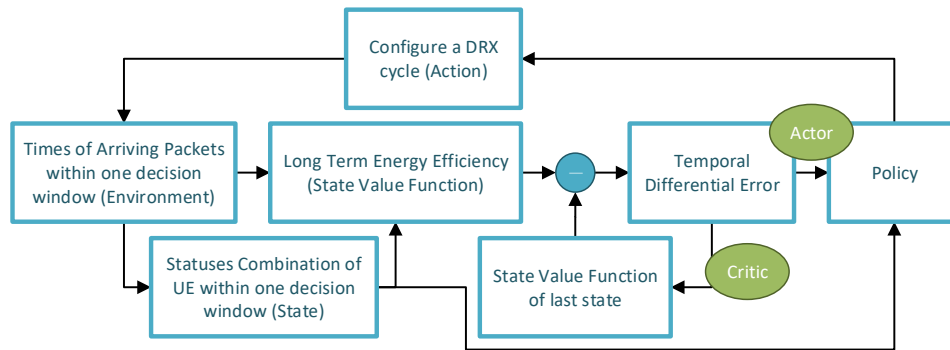 Configure a DRX
cycle (Action)
Times of Arriving Packets
within one decision
window (Environment)
Long Term Energy Efficiency
(State Value Function)
—
Temporal
Differential Error
Actor
Policy
Statuses Combination of
UE within one decision
window (State)
State Value Function
of last state
Critic